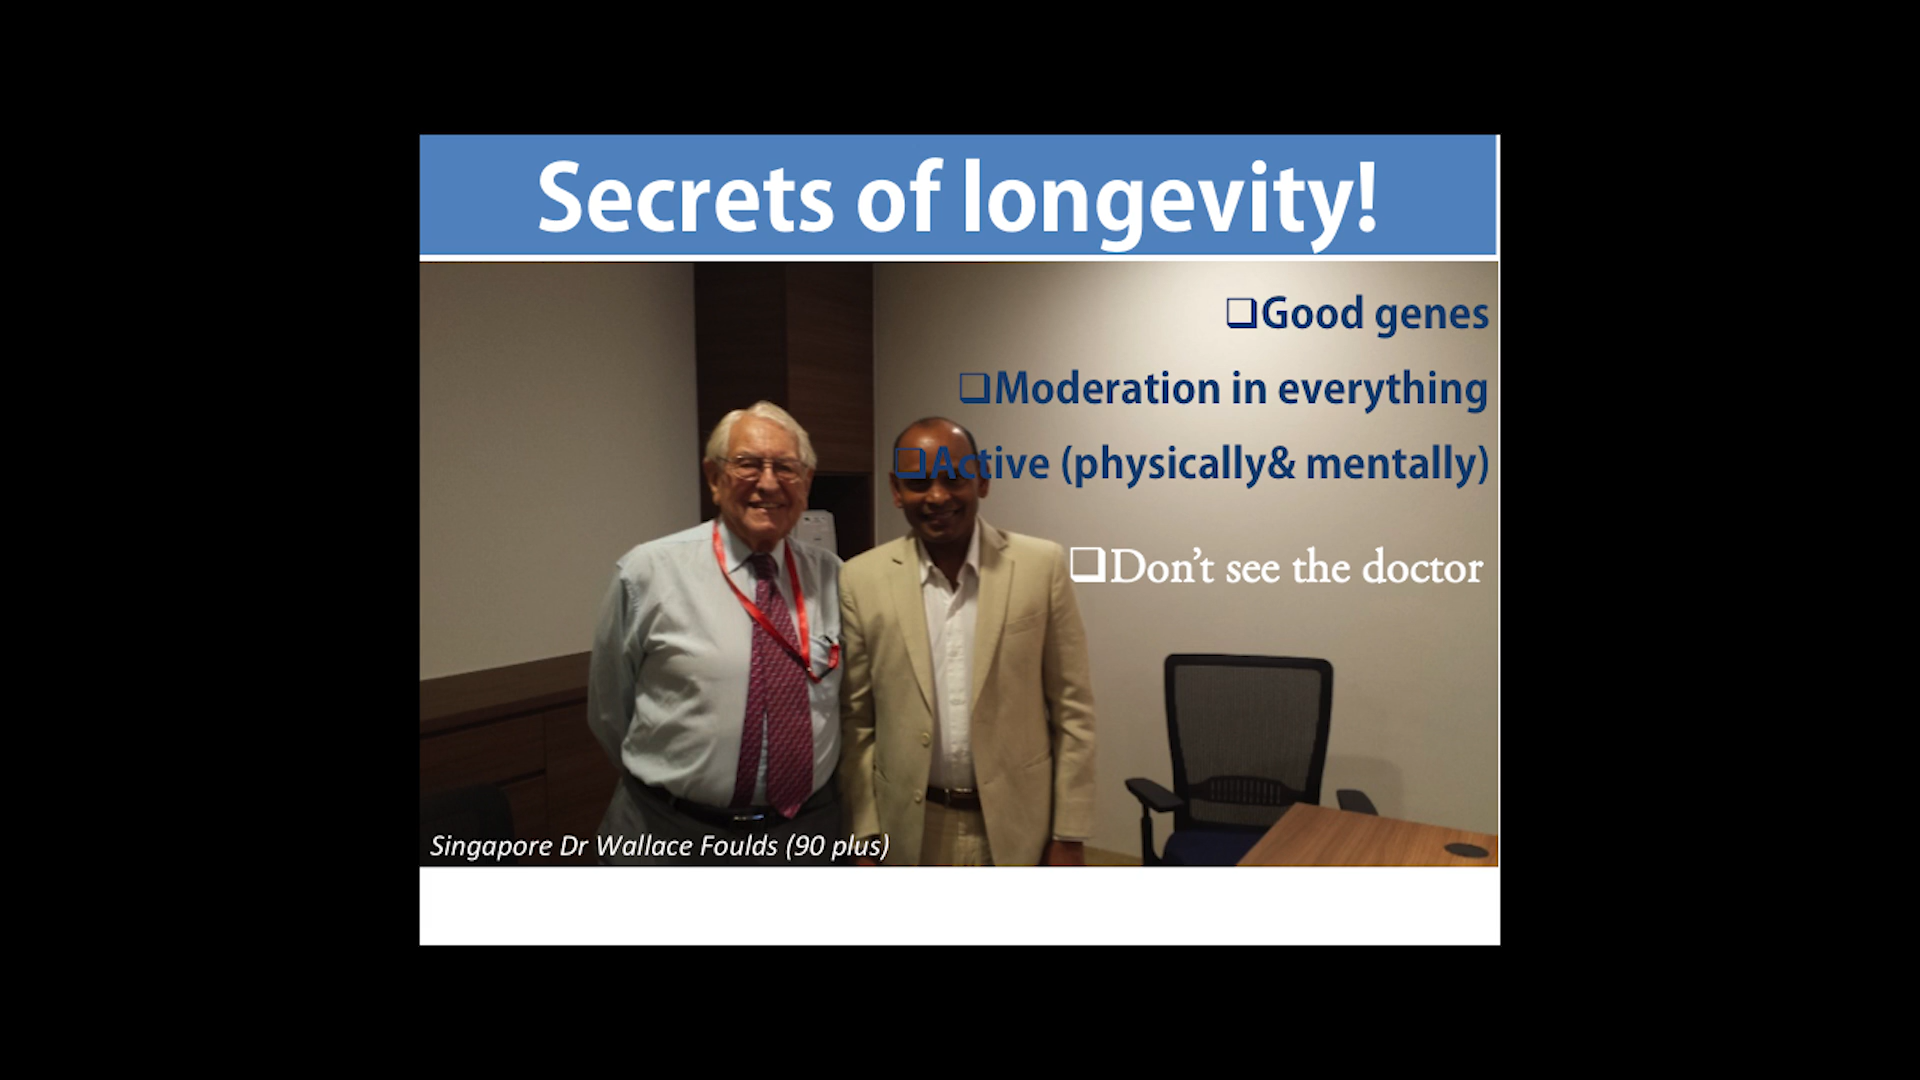 Secrets of longevity!
❑Good genes
❑Moderation in everything
❑Active (physically& mentally)
❑Don't see the doctor
Singapore Dr Wallace Foulds (90 plus)